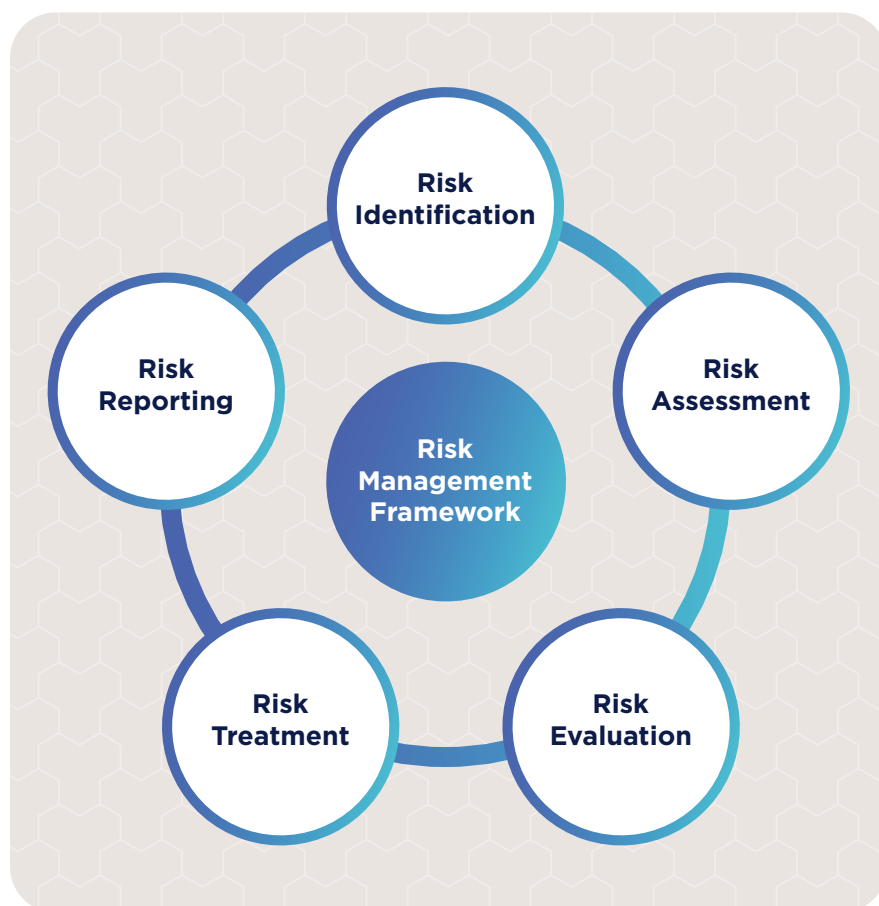 Risk
Identification
Risk
Assessment
Risk
Evaluation
Risk
Treatment
Risk
Reporting
Risk
Management
Framework